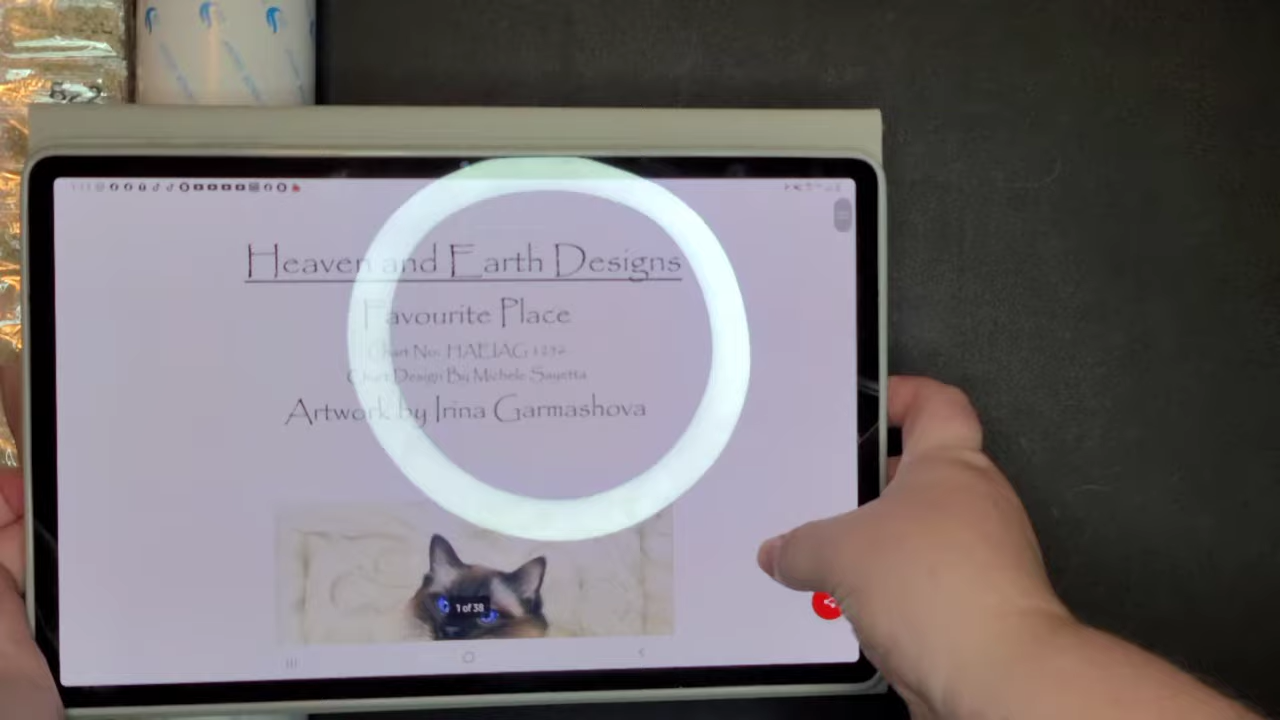 Heaven and Earth Designs
Favourite Place
Chart No: HAEIAG
Chart Design By Michele Sayetta
Artwork by Irina Garmashova
1 of 38